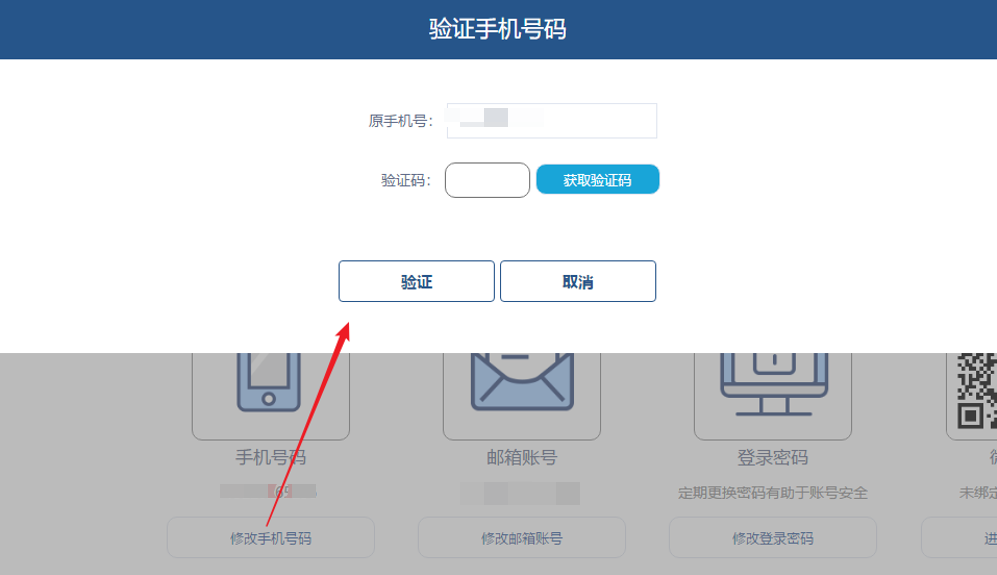 验证手机号码
原手机号：
验证码： 获取验证码
验证 取消
手机号码 邮箱账号 登录密码
69 定期更换密码有助于账号安全 未绑定
修改手机号码 修改邮箱账号 修改登录密码 进